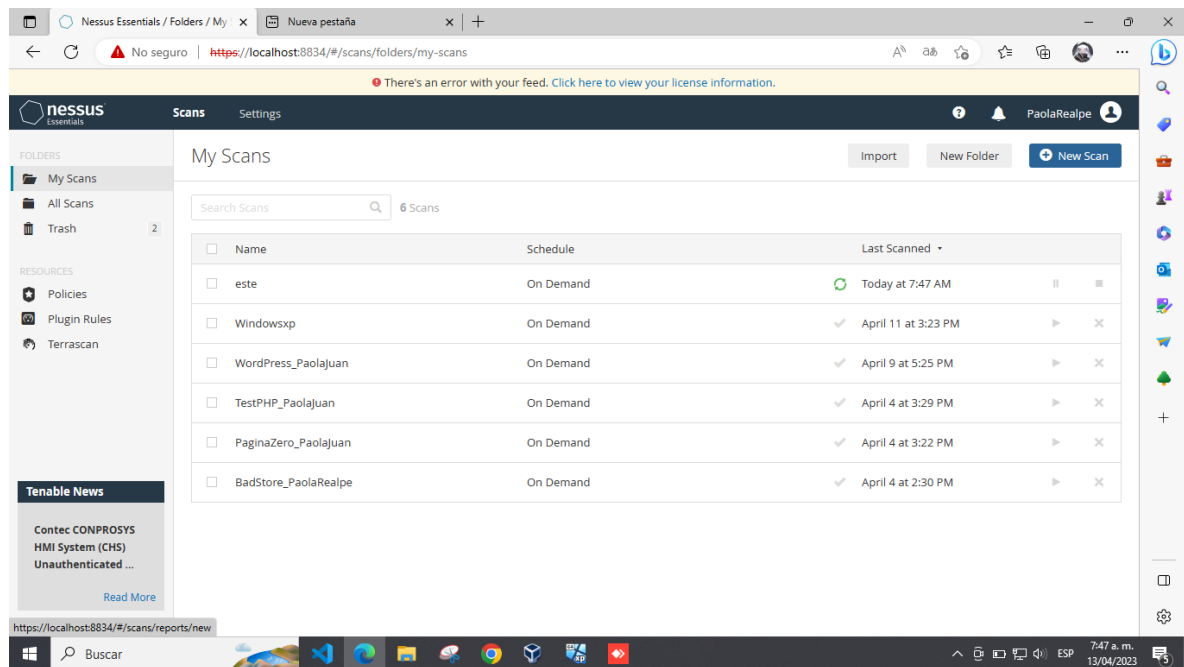 Nessus Essentials / Folders / My S
Nueva pestaña
No seguro | https://localhost:8834/#/scans/folders/my-scans
There's an error with your feed. Click here to view your license information.
nessus Essentials
Scans
Settings
PaolaRealpe
FOLDERS
My Scans
All Scans
Trash 2
RESOURCES
Policies
Plugin Rules
Terrascan
My Scans
Import
New Folder
New Scan
Search Scans
6 Scans
Name Schedule Last Scanned
este On Demand Today at 7:47 AM
Windowsxp On Demand April 11 at 3:23 PM
WordPress_PaolaJuan On Demand April 9 at 5:25 PM
TestPHP_PaolaJuan On Demand April 4 at 3:29 PM
PaginaZero_PaolaJuan On Demand April 4 at 3:22 PM
BadStore_PaolaRealpe On Demand April 4 at 2:30 PM
Tenable News
Contec CONPROSYS
HMI System (CHS)
Unauthenticated ...
Read More
https://localhost:8834/#/scans/reports/new
Buscar
ESP
7:47 a. m.
13/04/2023